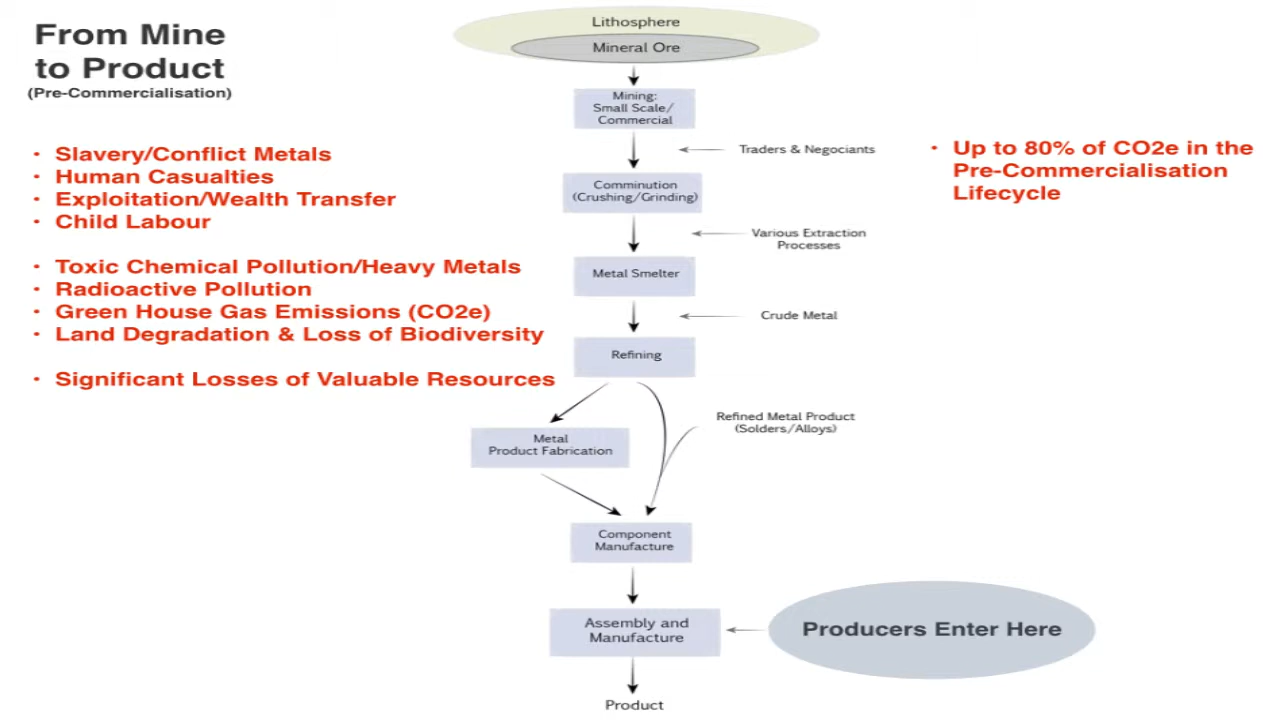 From Mine
to Product
(Pre-Commercialisation)
• Slavery/Conflict Metals
• Human Casualties
• Exploitation/Wealth Transfer
• Child Labour
• Toxic Chemical Pollution/Heavy Metals
• Radioactive Pollution
• Green House Gas Emissions (CO2e)
• Land Degradation & Loss of Biodiversity
• Significant Losses of Valuable Resources
Lithosphere
Mineral Ore
Mining:
Small Scale/
Commercial
Traders & Negociants
Comminution
(Crushing/Grinding)
Various Extraction
Processes
Metal Smelter
Crude Metal
Refining
Refined Metal Product
(Solders/Alloys)
Metal
Product Fabrication
Component
Manufacture
Assembly and
Manufacture
Producers Enter Here
Product
• Up to 80% of CO2e in the
Pre-Commercialisation
Lifecycle